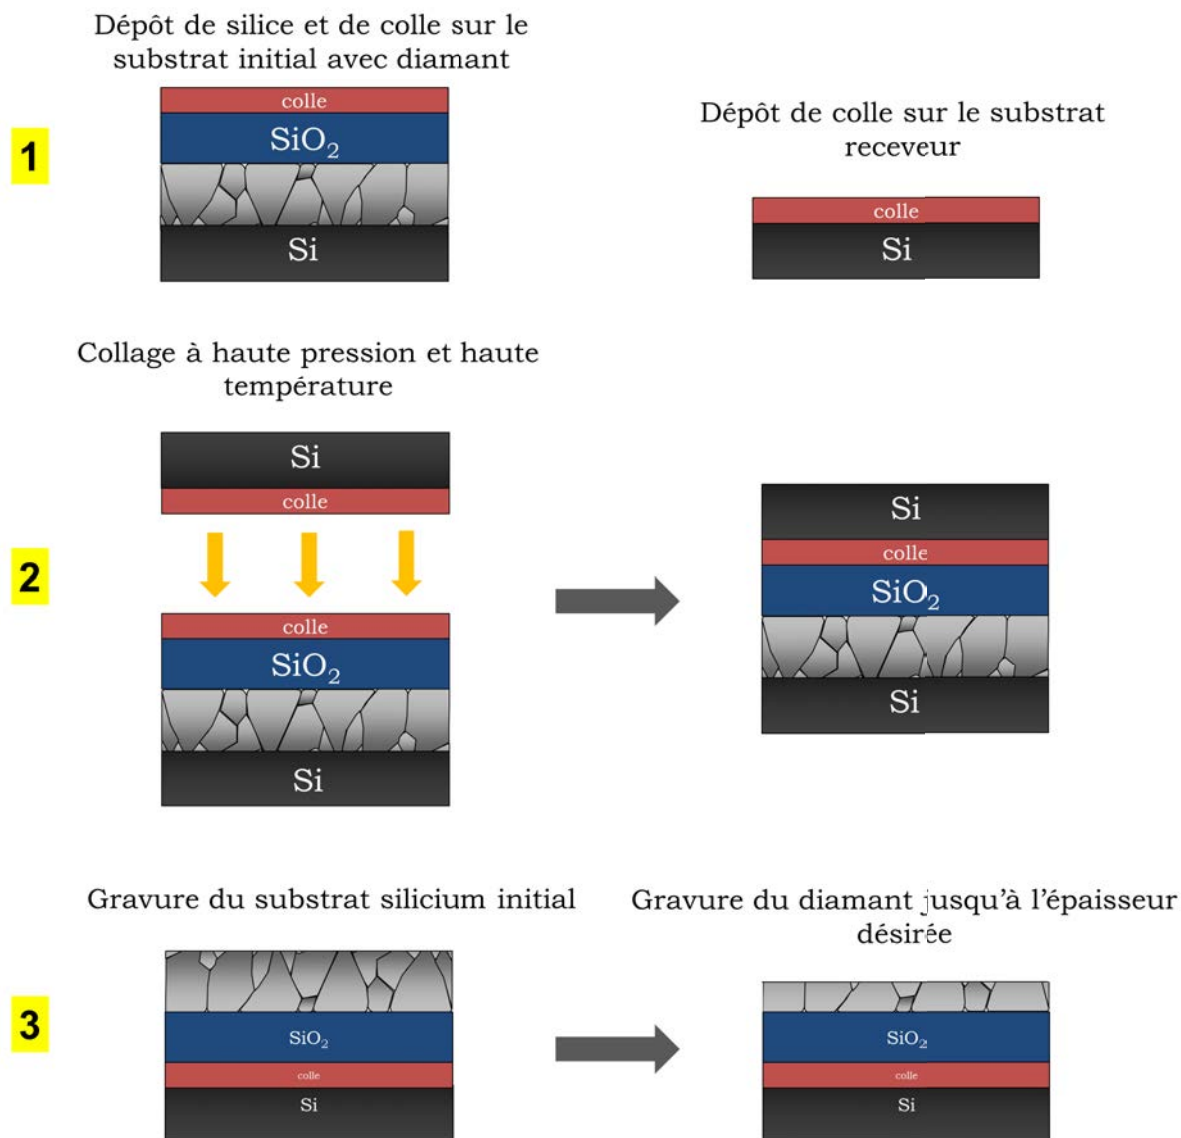 Dépôt de silice et de colle sur le
substrat initial avec diamant
colle
SiO₂
Si
1
Dépôt de colle sur le substrat
receveur
colle
Si
Collage à haute pression et haute
température
Si
colle
2
colle
SiO₂
Si
Si
colle
SiO₂
Si
Gravure du substrat silicium initial
Gravure du diamant jusqu'à l'épaisseur
désirée
3
SiO₂
colle
Si
SiO₂
colle
Si